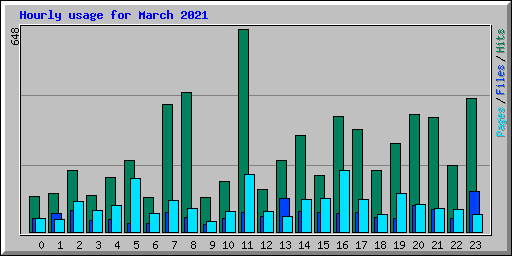 Hourly usage for March 2021
648
Pages / Files / Hits
0 1 2 3 4 5 6 7 8 9 10 11 12 13 14 15 16 17 18 19 20 21 22 23